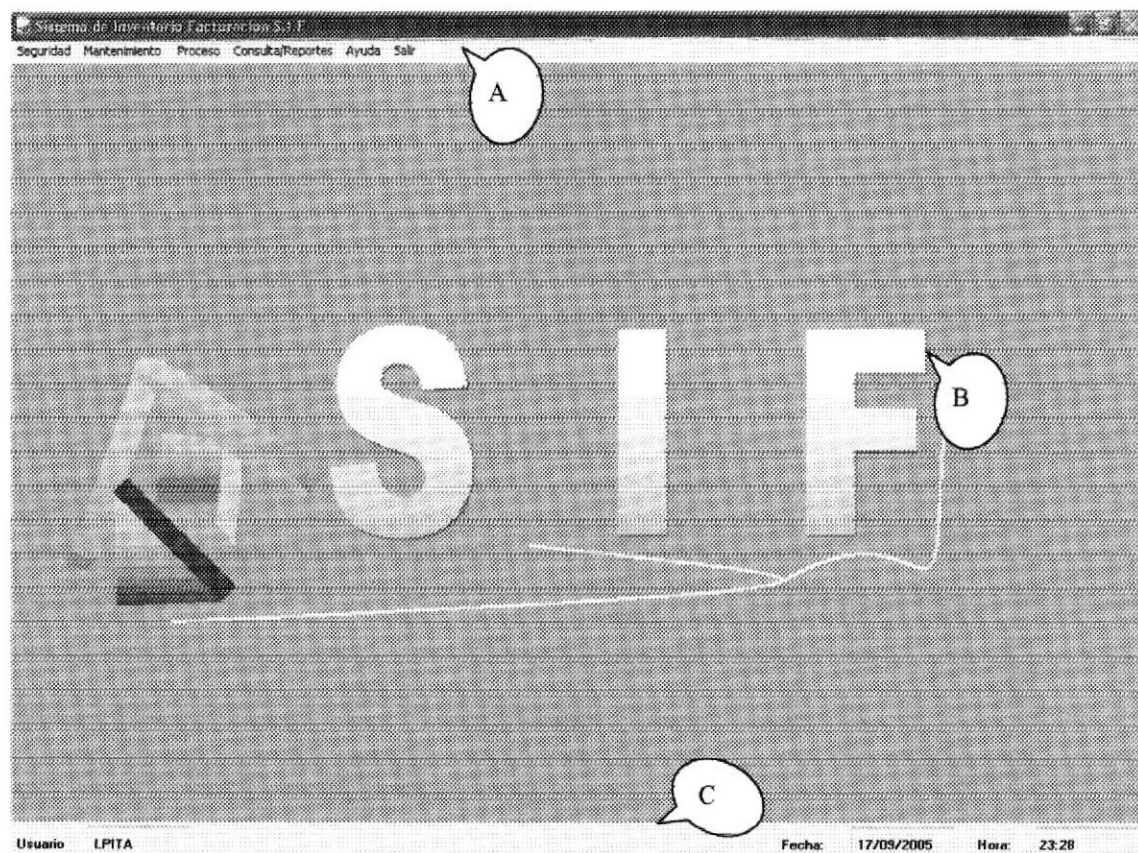 Sistema de Inventario Facturacion S.I.F
Seguridad Mantenimiento Proceso Consulta/Reportes Ayuda Salir
A
S I F
B
C
Usuario LPITA Fecha: 17/09/2005 Hora: 23:28